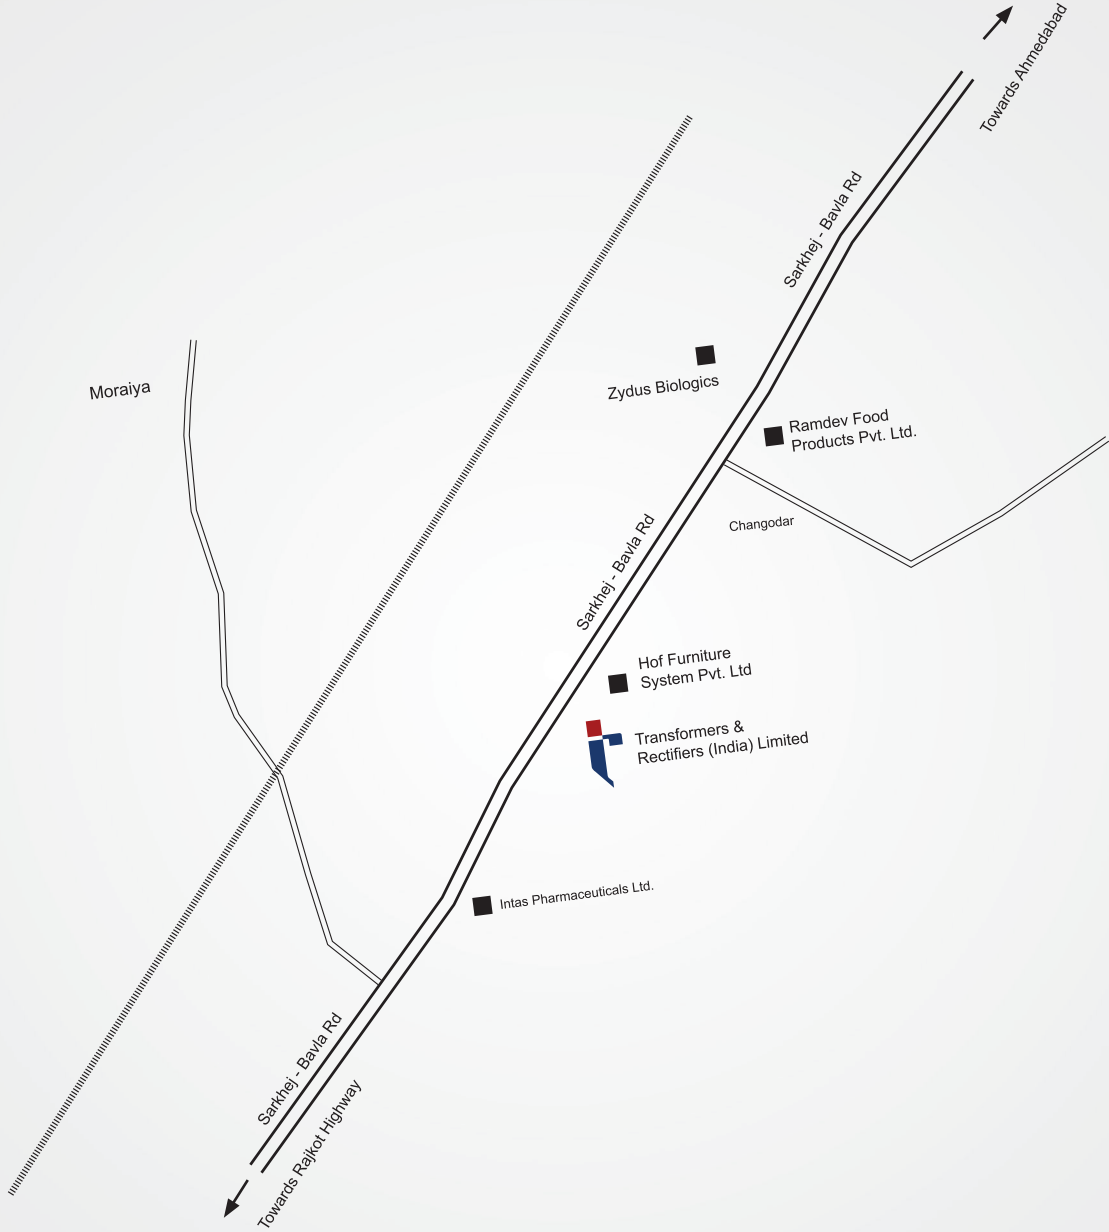 Towards Ahmedabad
Sarkhej - Bavla Rd
Zydus Biologics
Moraiya
Ramdev Food
Products Pvt. Ltd.
Changodar
Sarkhej - Bavla Rd
Hof Furniture
System Pvt. Ltd
Transformers &
Rectifiers (India) Limited
Intas Pharmaceuticals Ltd.
Sarkhej - Bavla Rd
Towards Rajkot Highway